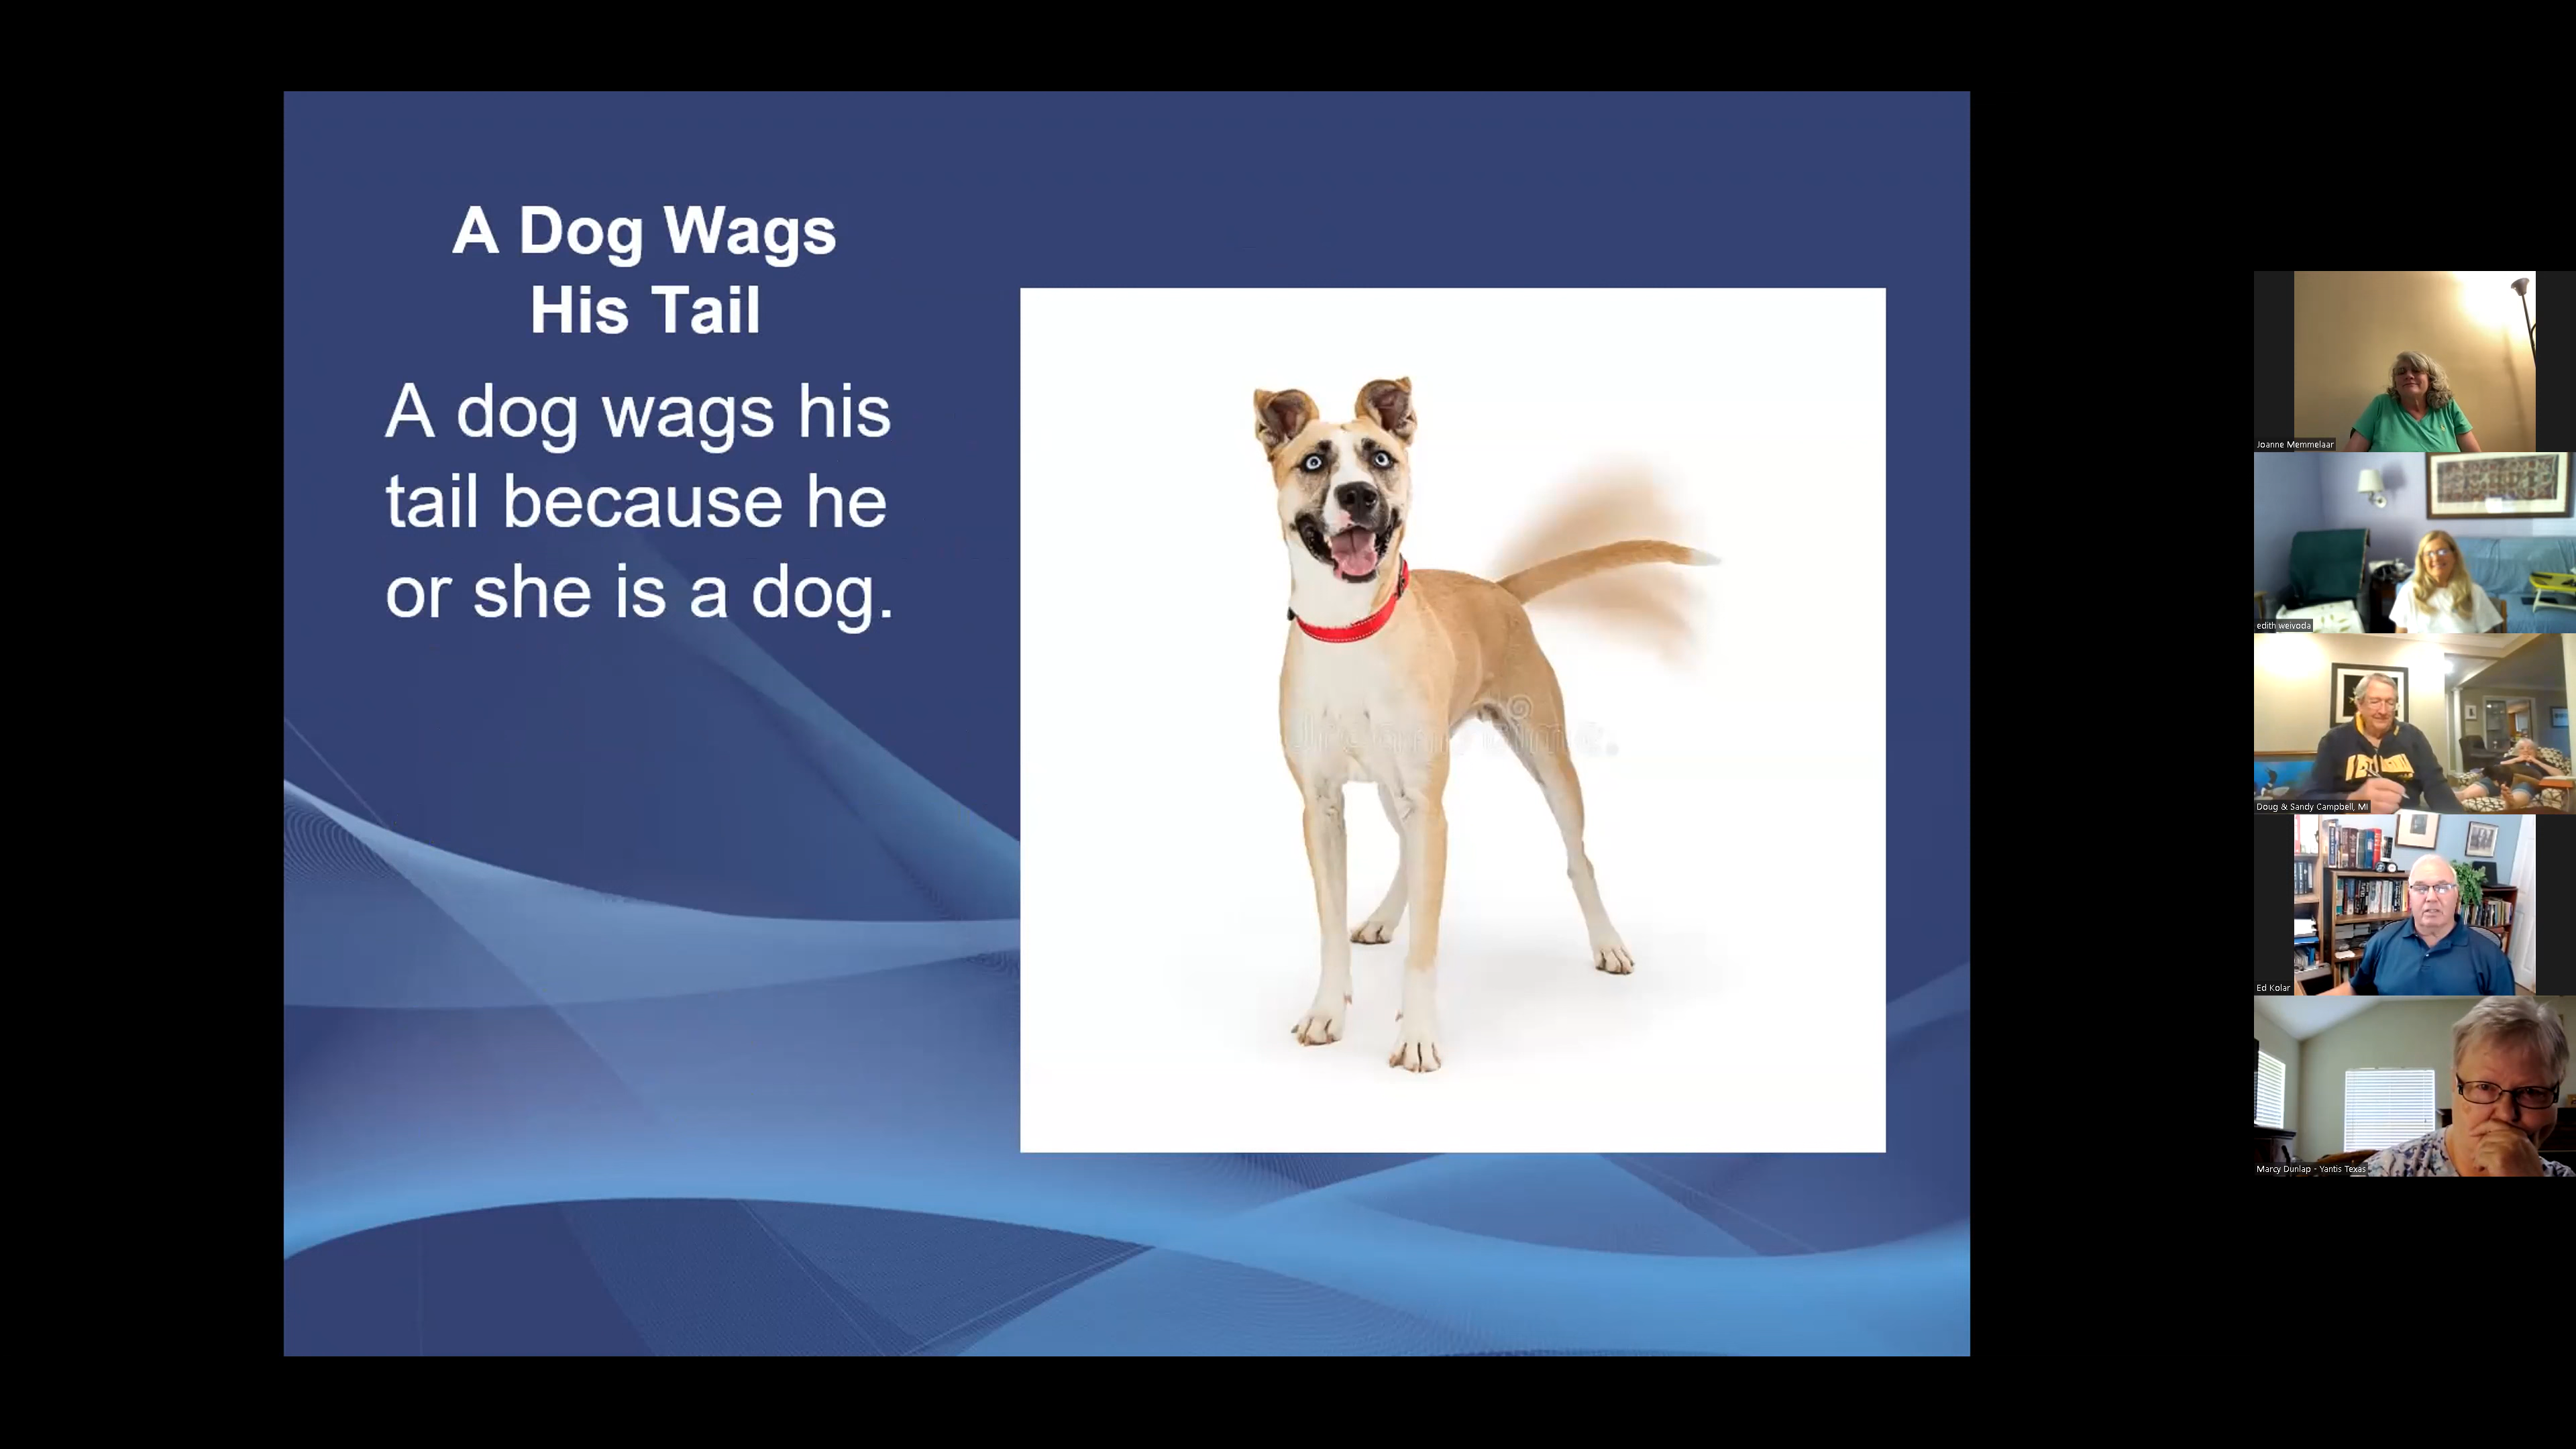 A Dog Wags
His Tail
A dog wags his
tail because he
or she is a dog.
dreamstime.
Joanne Memmelaar
edith weivoda
Doug & Sandy Campbell, MI
Ed Kolar
Marcy Dunlap - Yantis Texas